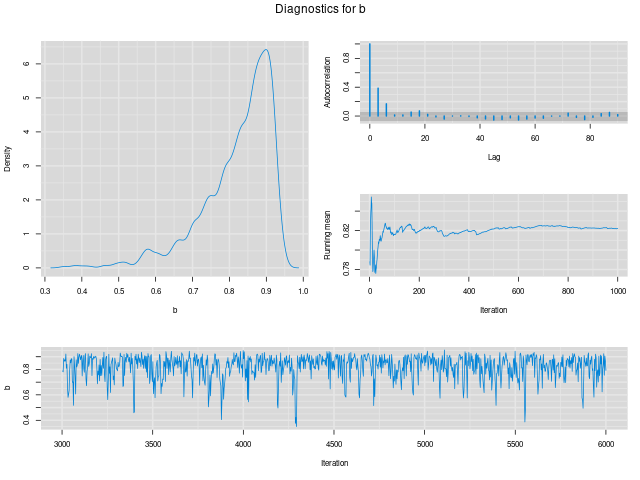 Diagnostics for b
Density
6
5
4
3
2
1
0
0.3 0.4 0.5 0.6 0.7 0.8 0.9 1.0
b
Autocorrelation
0.8
0.4
0.0
0 20 40 60 80
Lag
Running mean
0.82
0.78
0 200 400 600 800 1000
Iteration
b
0.8
0.6
0.4
3000 3500 4000 4500 5000 5500 6000
Iteration